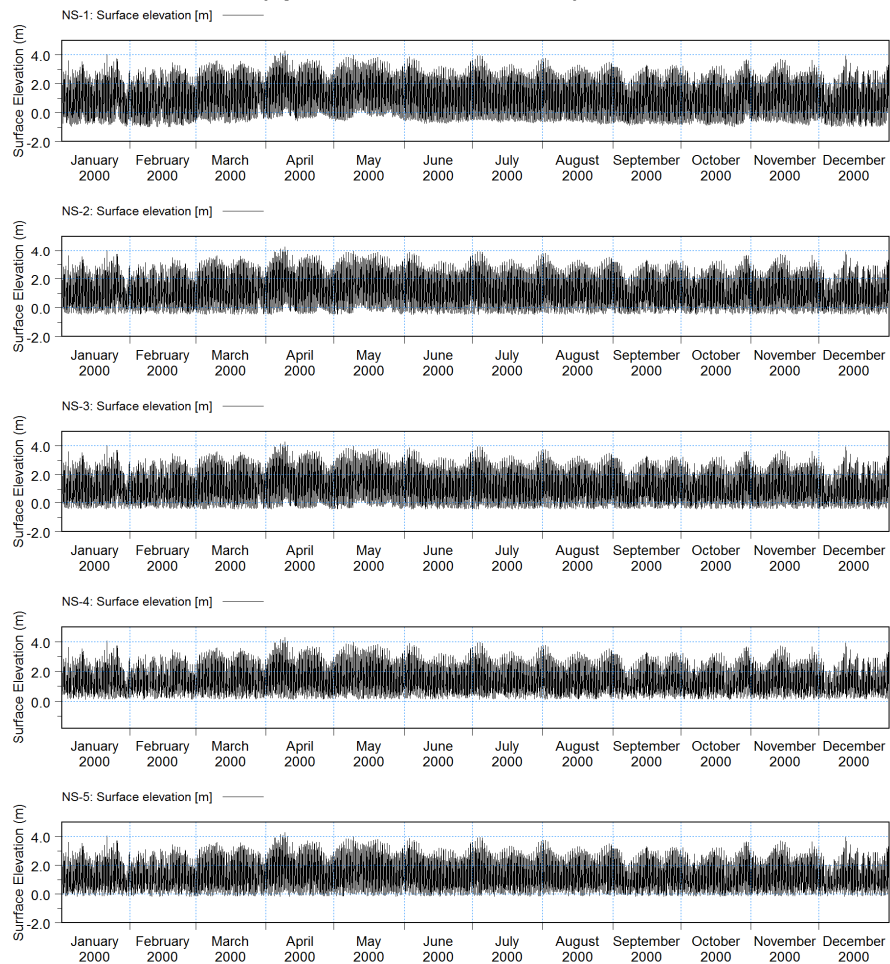 NS-1: Surface elevation [m]
Surface Elevation (m)
4.0
2.0
0.0
-2.0
January February March April May June July August September October November December
2000 2000 2000 2000 2000 2000 2000 2000 2000 2000 2000 2000
NS-2: Surface elevation [m]
Surface Elevation (m)
4.0
2.0
0.0
-2.0
January February March April May June July August September October November December
2000 2000 2000 2000 2000 2000 2000 2000 2000 2000 2000 2000
NS-3: Surface elevation [m]
Surface Elevation (m)
4.0
2.0
0.0
-2.0
January February March April May June July August September October November December
2000 2000 2000 2000 2000 2000 2000 2000 2000 2000 2000 2000
NS-4: Surface elevation [m]
Surface Elevation (m)
4.0
2.0
0.0
January February March April May June July August September October November December
2000 2000 2000 2000 2000 2000 2000 2000 2000 2000 2000 2000
NS-5: Surface elevation [m]
Surrface Elevation (m)
4.0
2.0
0.0
-2.0
January February March April May June July August September October November December
2000 2000 2000 2000 2000 2000 2000 2000 2000 2000 2000 2000